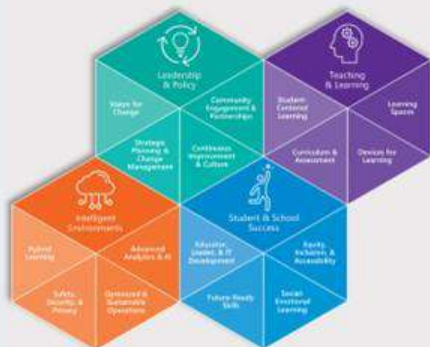 Leadership
& Policy
Vision for
Change
Community
Engagement &
Partnerships
Strategic
Planning &
Change
Management
Continuous
Improvement
& Culture
Teaching
& Learning
Student
Centered
Learning
Learning
Spaces
Curriculum &
Assessment
Devices for
Learning
Intelligent
Environments
Hybrid
Learning
Advanced
Analytics & AI
Safety,
Security, &
Privacy
Optimized &
Sustainable
Operations
Student & School
Success
Educator,
Leader, & IT
Development
Equity,
Inclusion, &
Accessibility
Future-Ready
Skills
Social-
Emotional
Learning